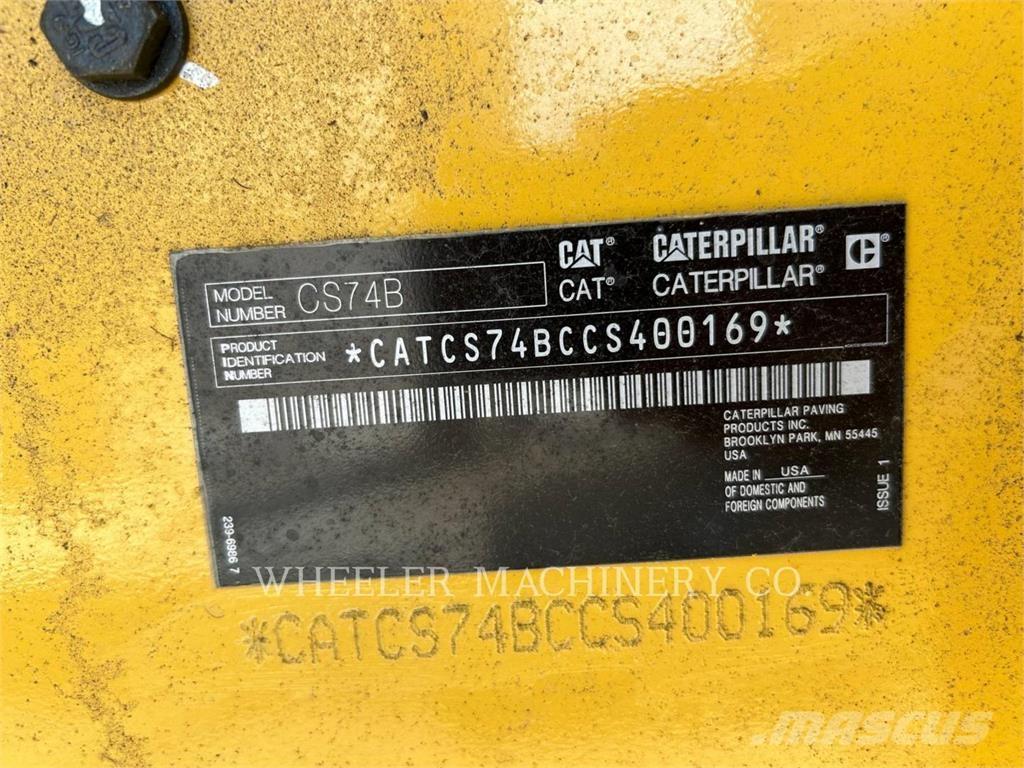 CAT® CATERPILLAR® C®
CAT® CATERPILLAR®
MODEL
NUMBER CS74B
PRODUCT
IDENTIFICATION
NUMBER *CATCS74BCCS400169*
CATERPILLAR PAVING
PRODUCTS INC.
BROOKLYN PARK, MN 55445
USA
MADE IN USA
OF DOMESTIC AND
FOREIGN COMPONENTS
ISSUE 1
239-6986 7
WHEELER MACHINERY CO.
*CATCS74BCCS400169*
MASCUS